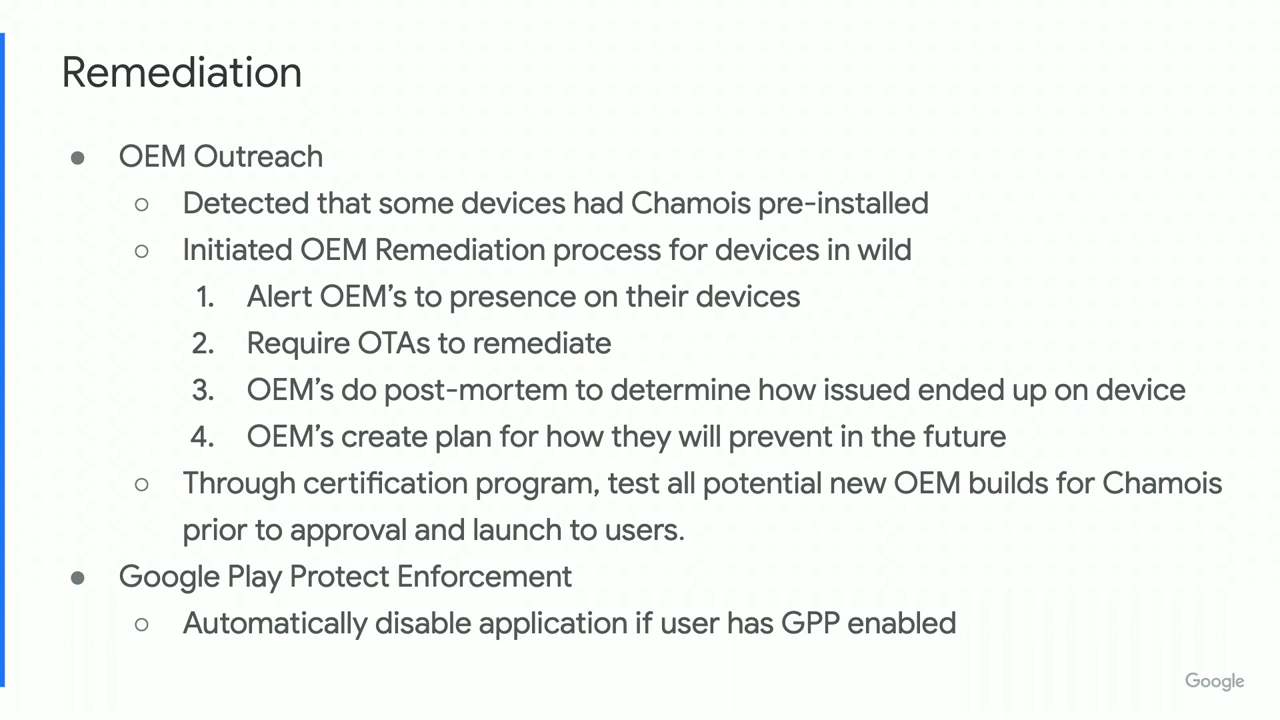 Remediation
● OEM Outreach
○ Detected that some devices had Chamois pre-installed
○ Initiated OEM Remediation process for devices in wild
1. Alert OEM’s to presence on their devices
2. Require OTAs to remediate
3. OEM’s do post-mortem to determine how issued ended up on device
4. OEM’s create plan for how they will prevent in the future
○ Through certification program, test all potential new OEM builds for Chamois
prior to approval and launch to users.
● Google Play Protect Enforcement
○ Automatically disable application if user has GPP enabled
Google